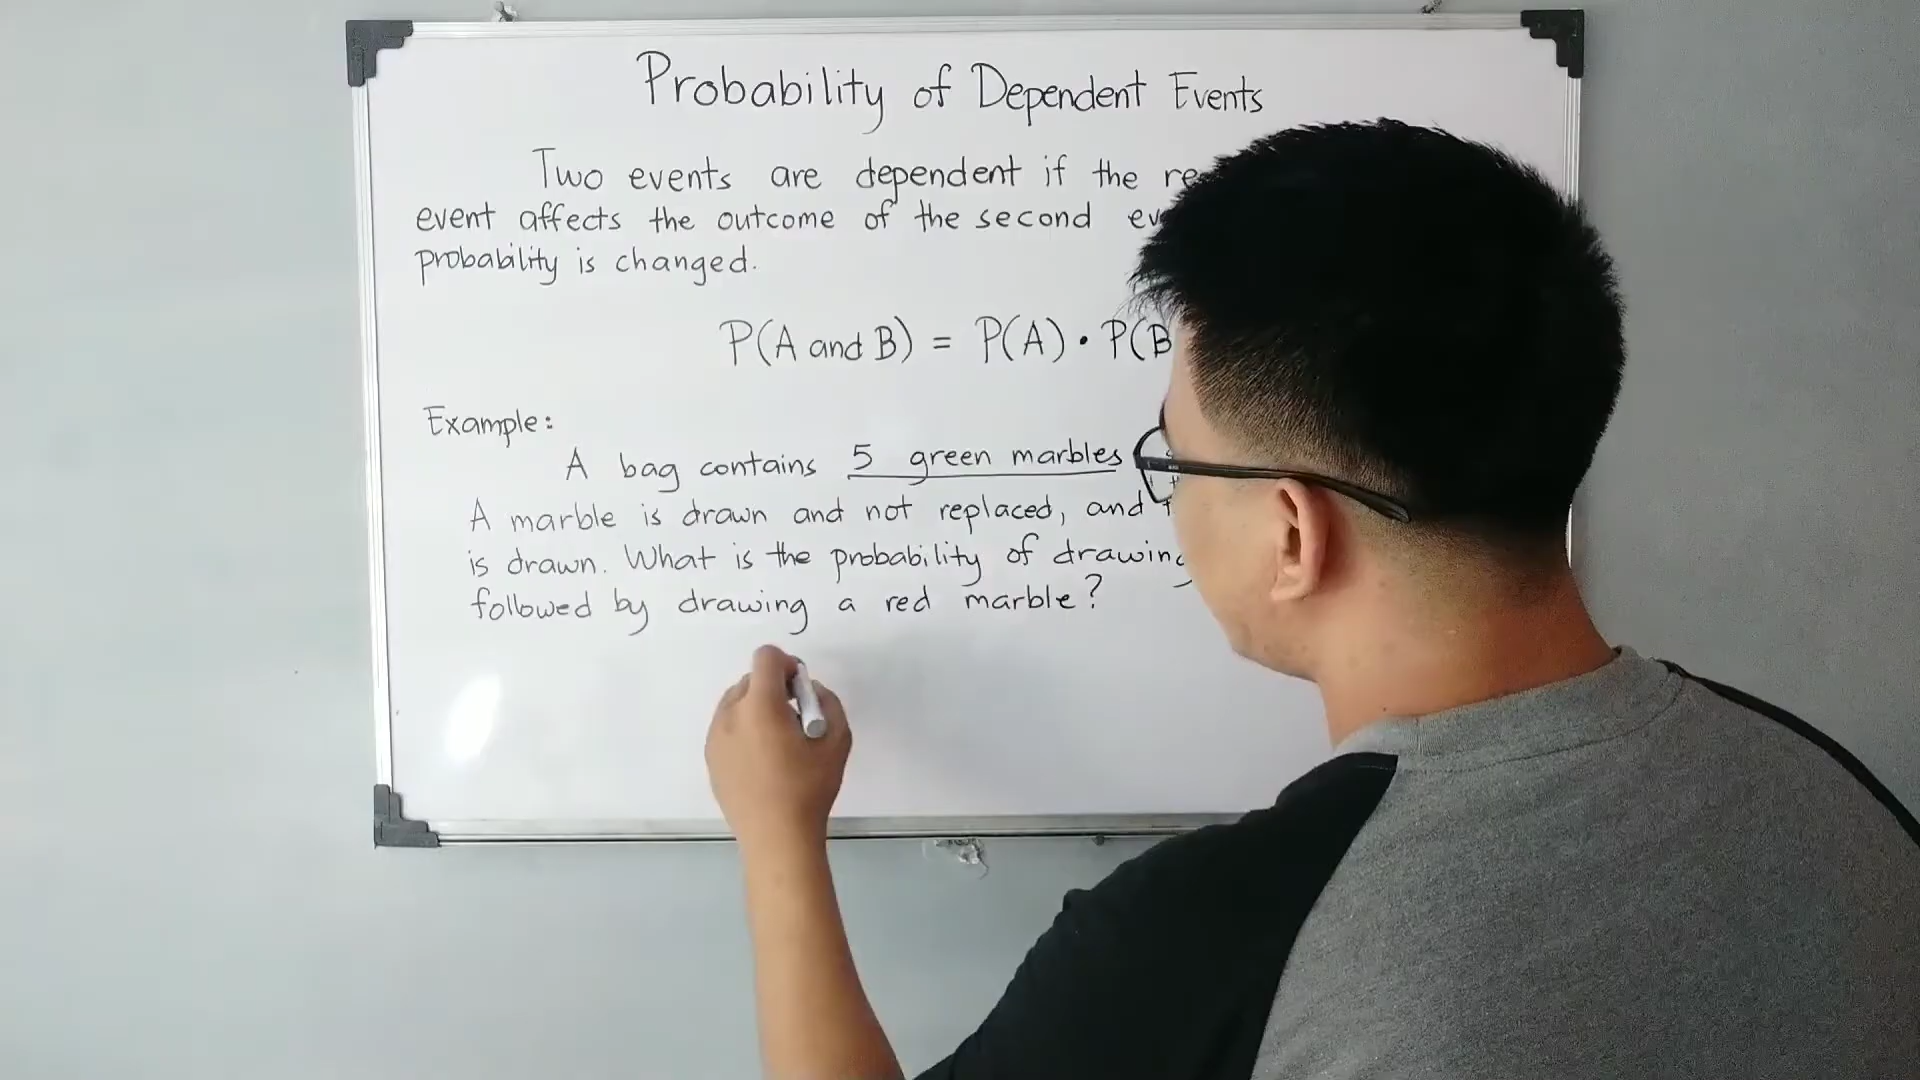 Probability of Dependent Events
Two events are dependent if the
event affects the outcome of the second
probability is changed.
P(A and B) = P(A) · P(B
Example:
A bag contains 5 green marbles
A marble is drawn and not replaced, and
is drawn. What is the probability of drawing
followed by drawing a red marble?